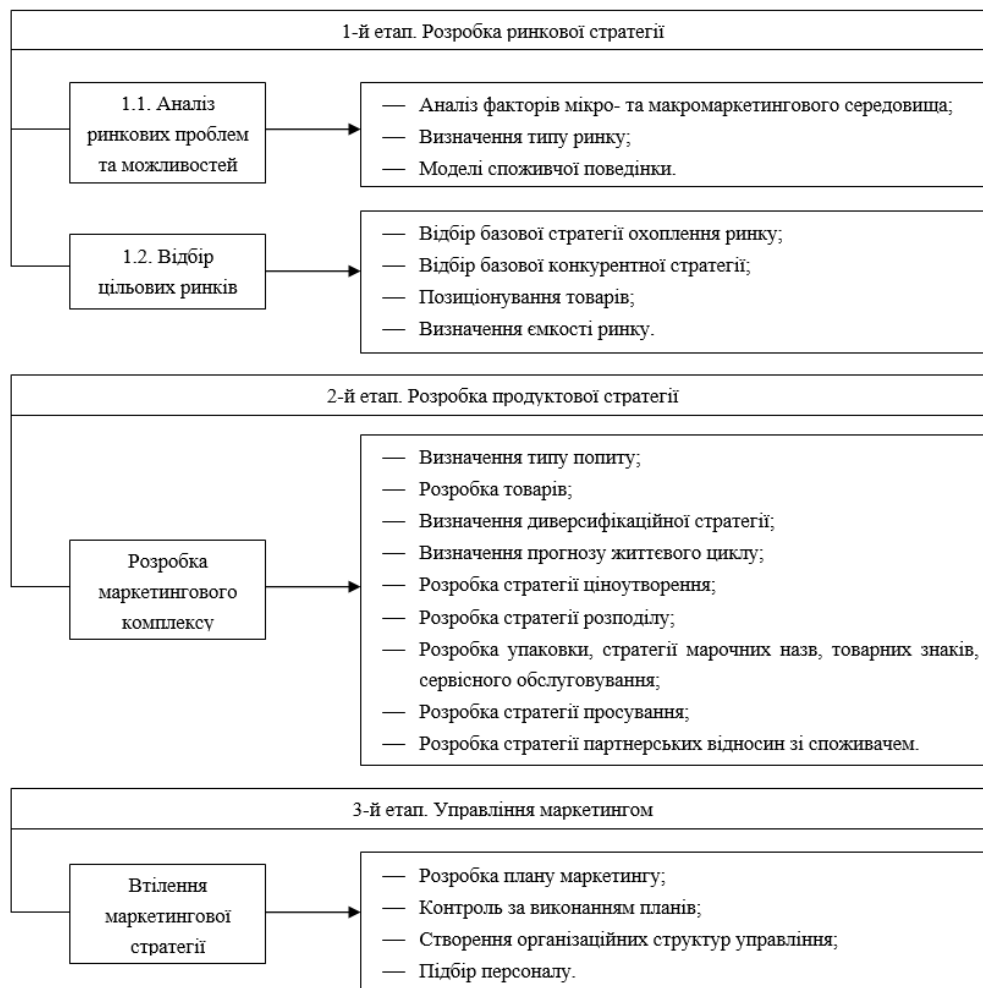 1-й етап. Розробка ринкової стратегії
1.1. Аналіз
ринкових проблем
та можливостей
— Аналіз факторів мікро- та макромаркетингового середовища;
— Визначення типу ринку;
— Моделі споживчої поведінки.
1.2. Відбір
цільових ринків
— Відбір базової стратегії охоплення ринку;
— Відбір базової конкурентної стратегії;
— Позиціонування товарів;
— Визначення ємкості ринку.
2-й етап. Розробка продуктової стратегії
Розробка
маркетингового
комплексу
— Визначення типу попиту;
— Розробка товарів;
— Визначення диверсифікаційної стратегії;
— Визначення прогнозу життєвого циклу;
— Розробка стратегії ціноутворення;
— Розробка стратегії розподілу;
— Розробка упаковки, стратегії марочних назв, товарних знаків,
сервісного обслуговування;
— Розробка стратегії просування;
— Розробка стратегії партнерських відносин зі споживачем.
3-й етап. Управління маркетингом
Втілення
маркетингової
стратегії
— Розробка плану маркетингу;
— Контроль за виконанням планів;
— Створення організаційних структур управління;
— Підбір персоналу.